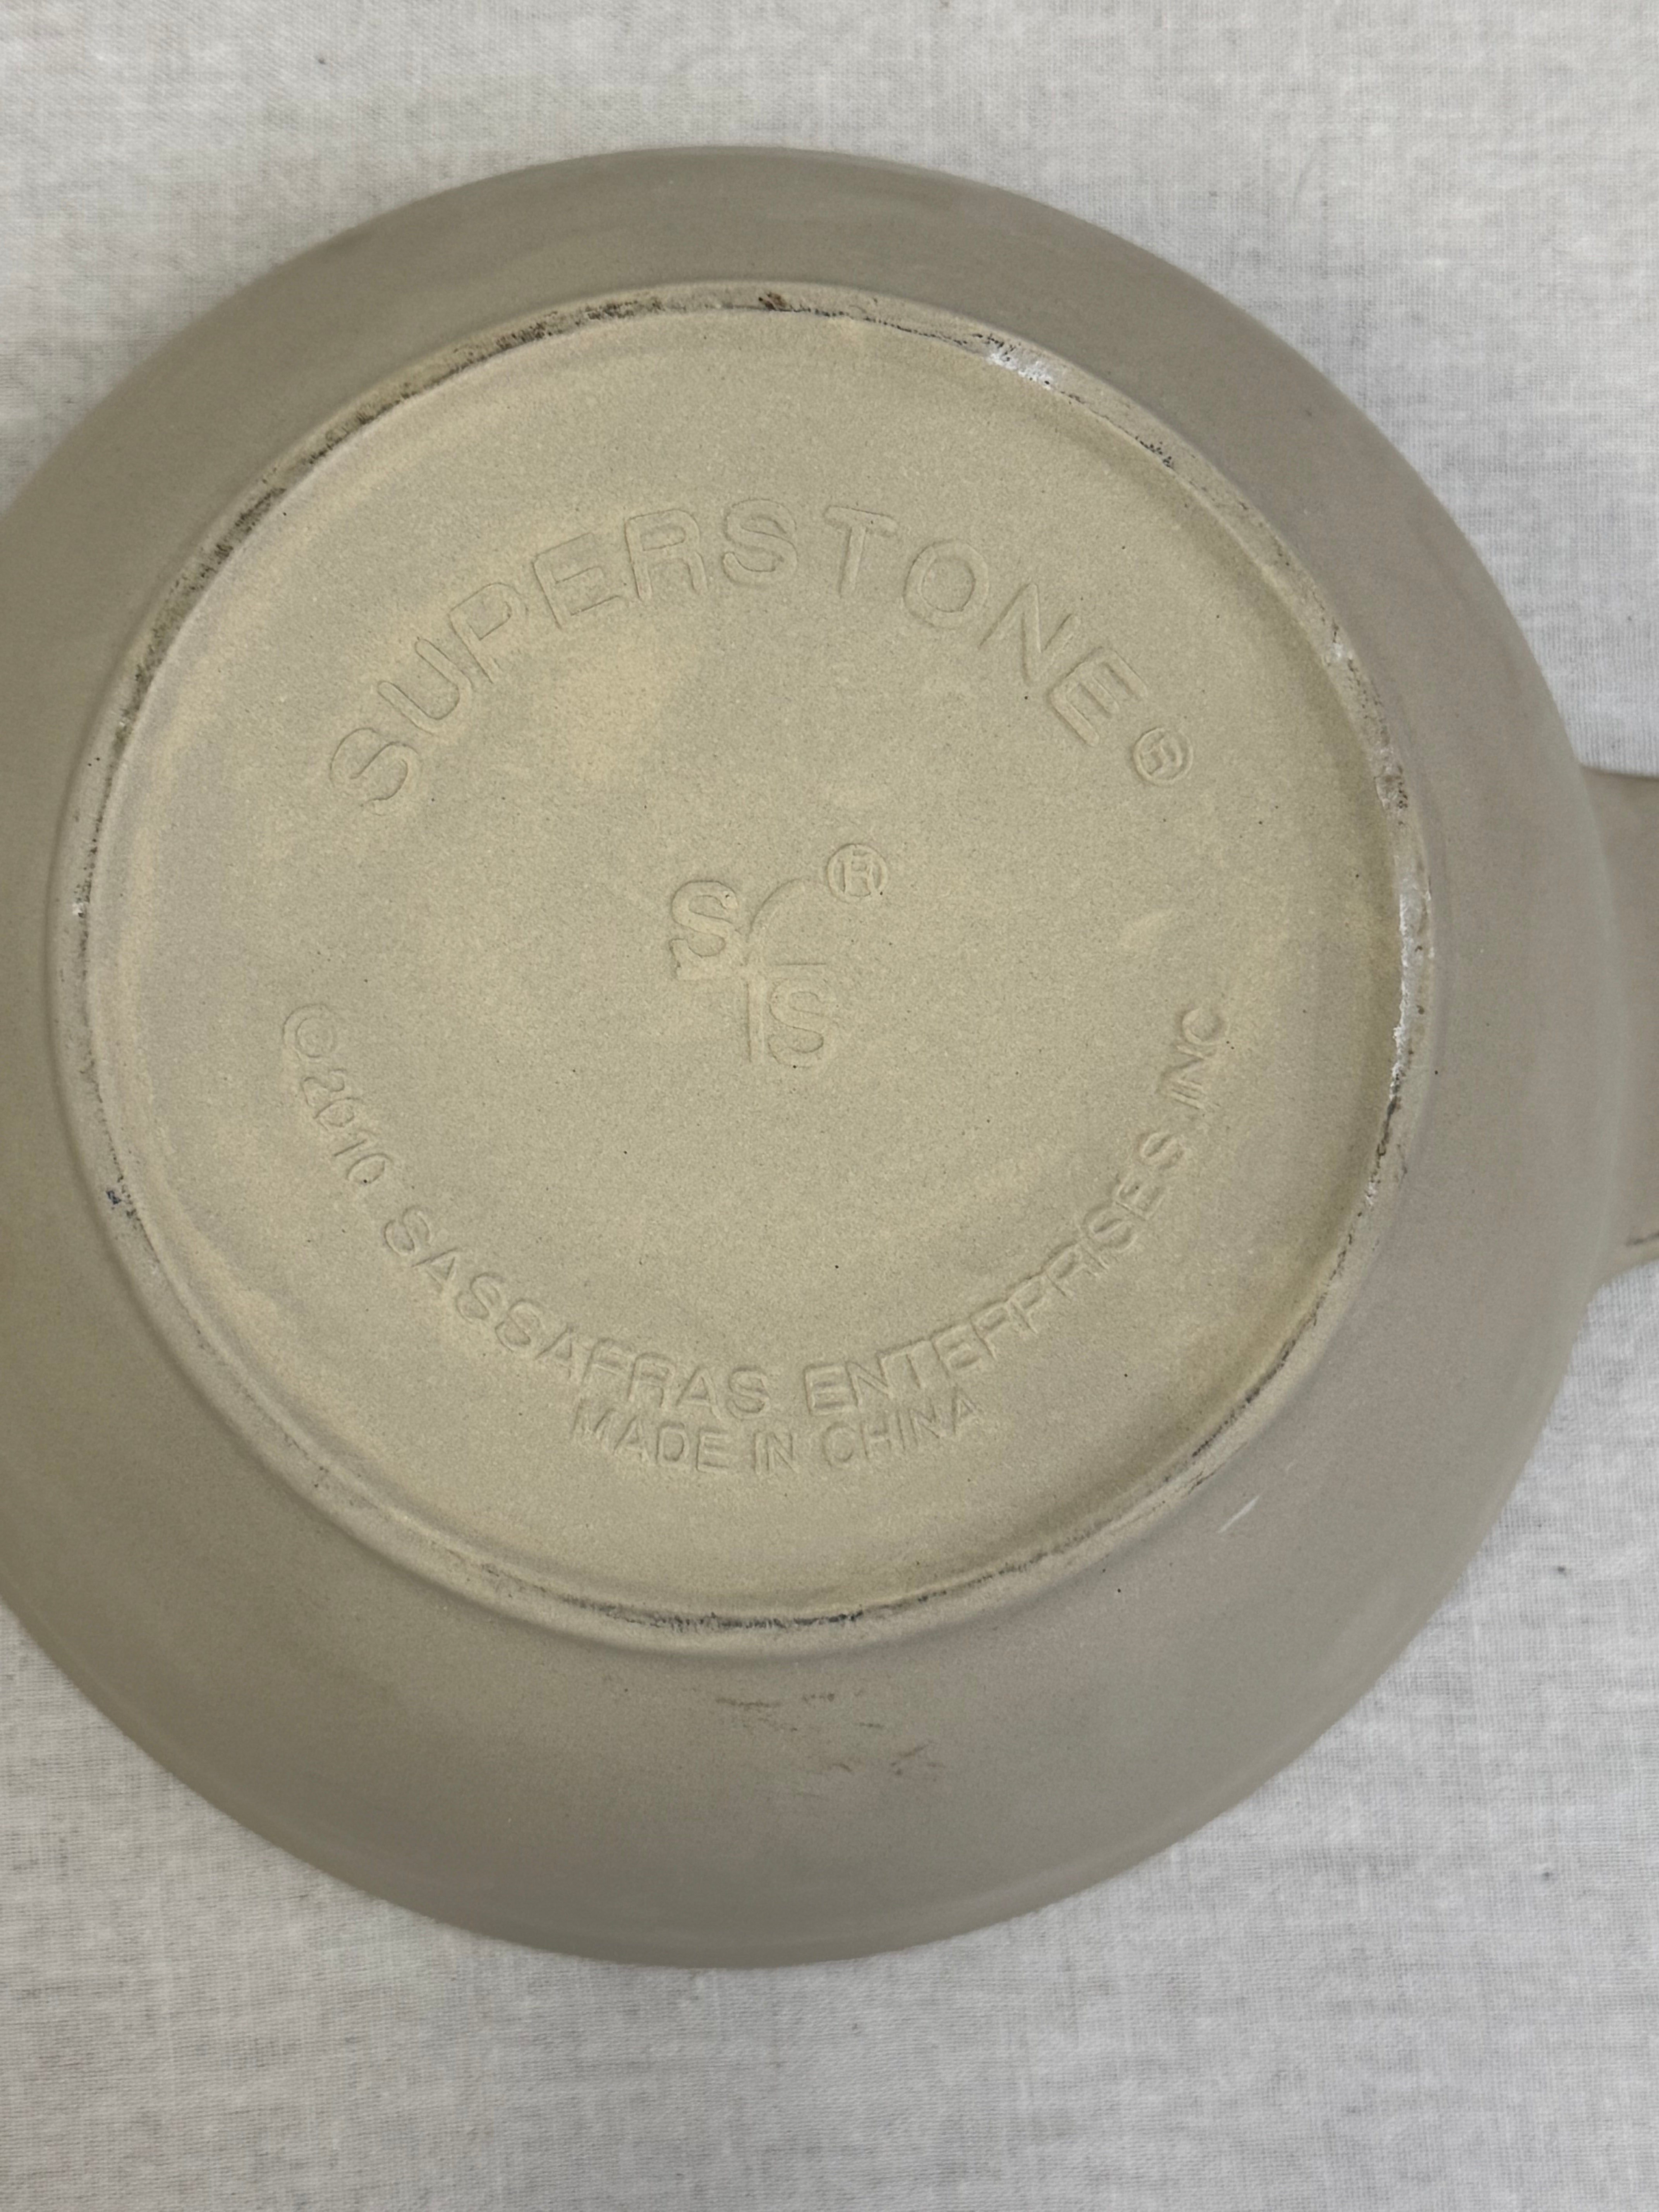 SUPERSTONE®
S®
S
©2010 SASSAFRAS ENTERPRISES INC
MADE IN CHINA